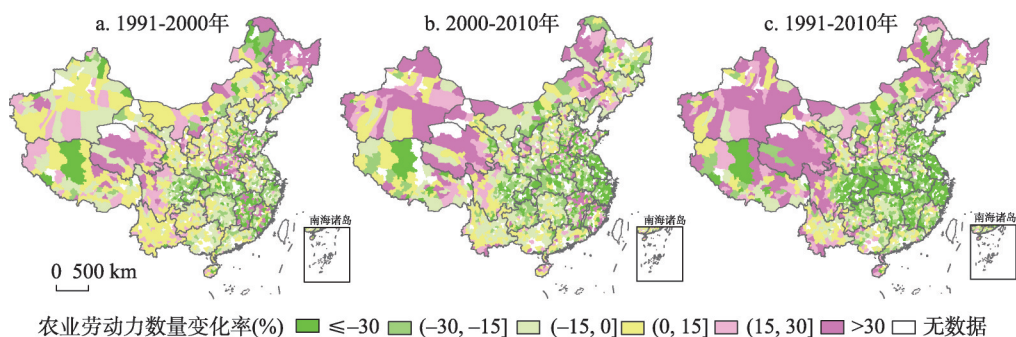 a. 1991-2000年
b. 2000-2010年
c. 1991-2010年
南海诸岛
南海诸岛
南海诸岛
0 500 km
农业劳动力数量变化率(%) ≤–30 (–30, –15] (–15, 0] (0, 15] (15, 30] >30 无数据